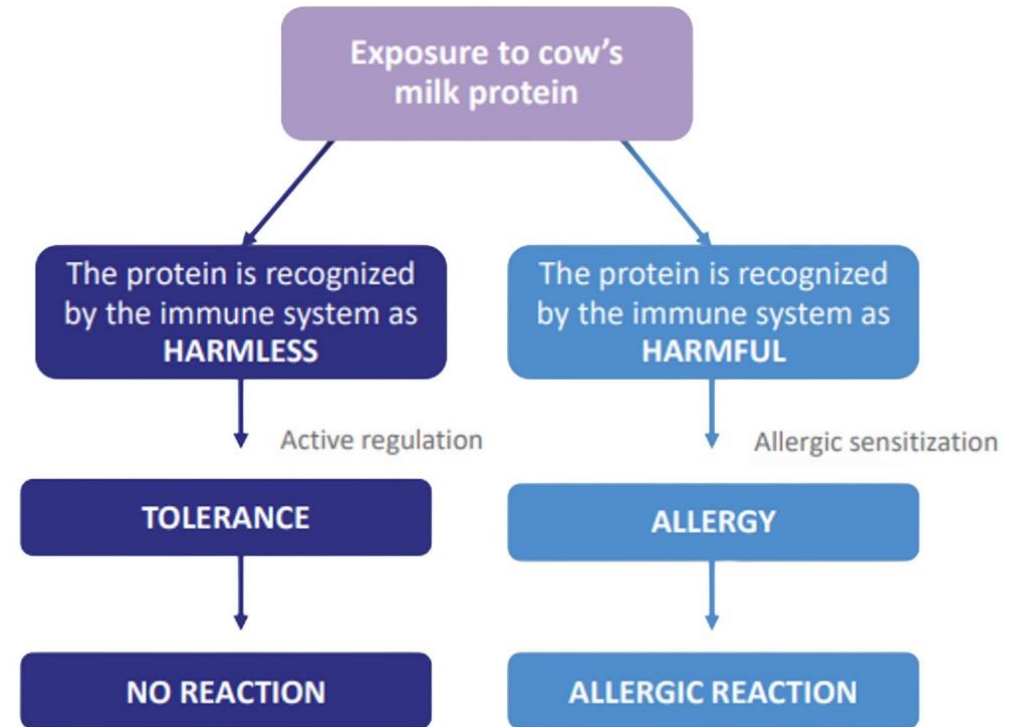 Exposure to cow’s
milk protein
The protein is recognized
by the immune system as
HARMLESS
The protein is recognized
by the immune system as
HARMFUL
Active regulation
Allergic sensitization
TOLERANCE
ALLERGY
NO REACTION
ALLERGIC REACTION